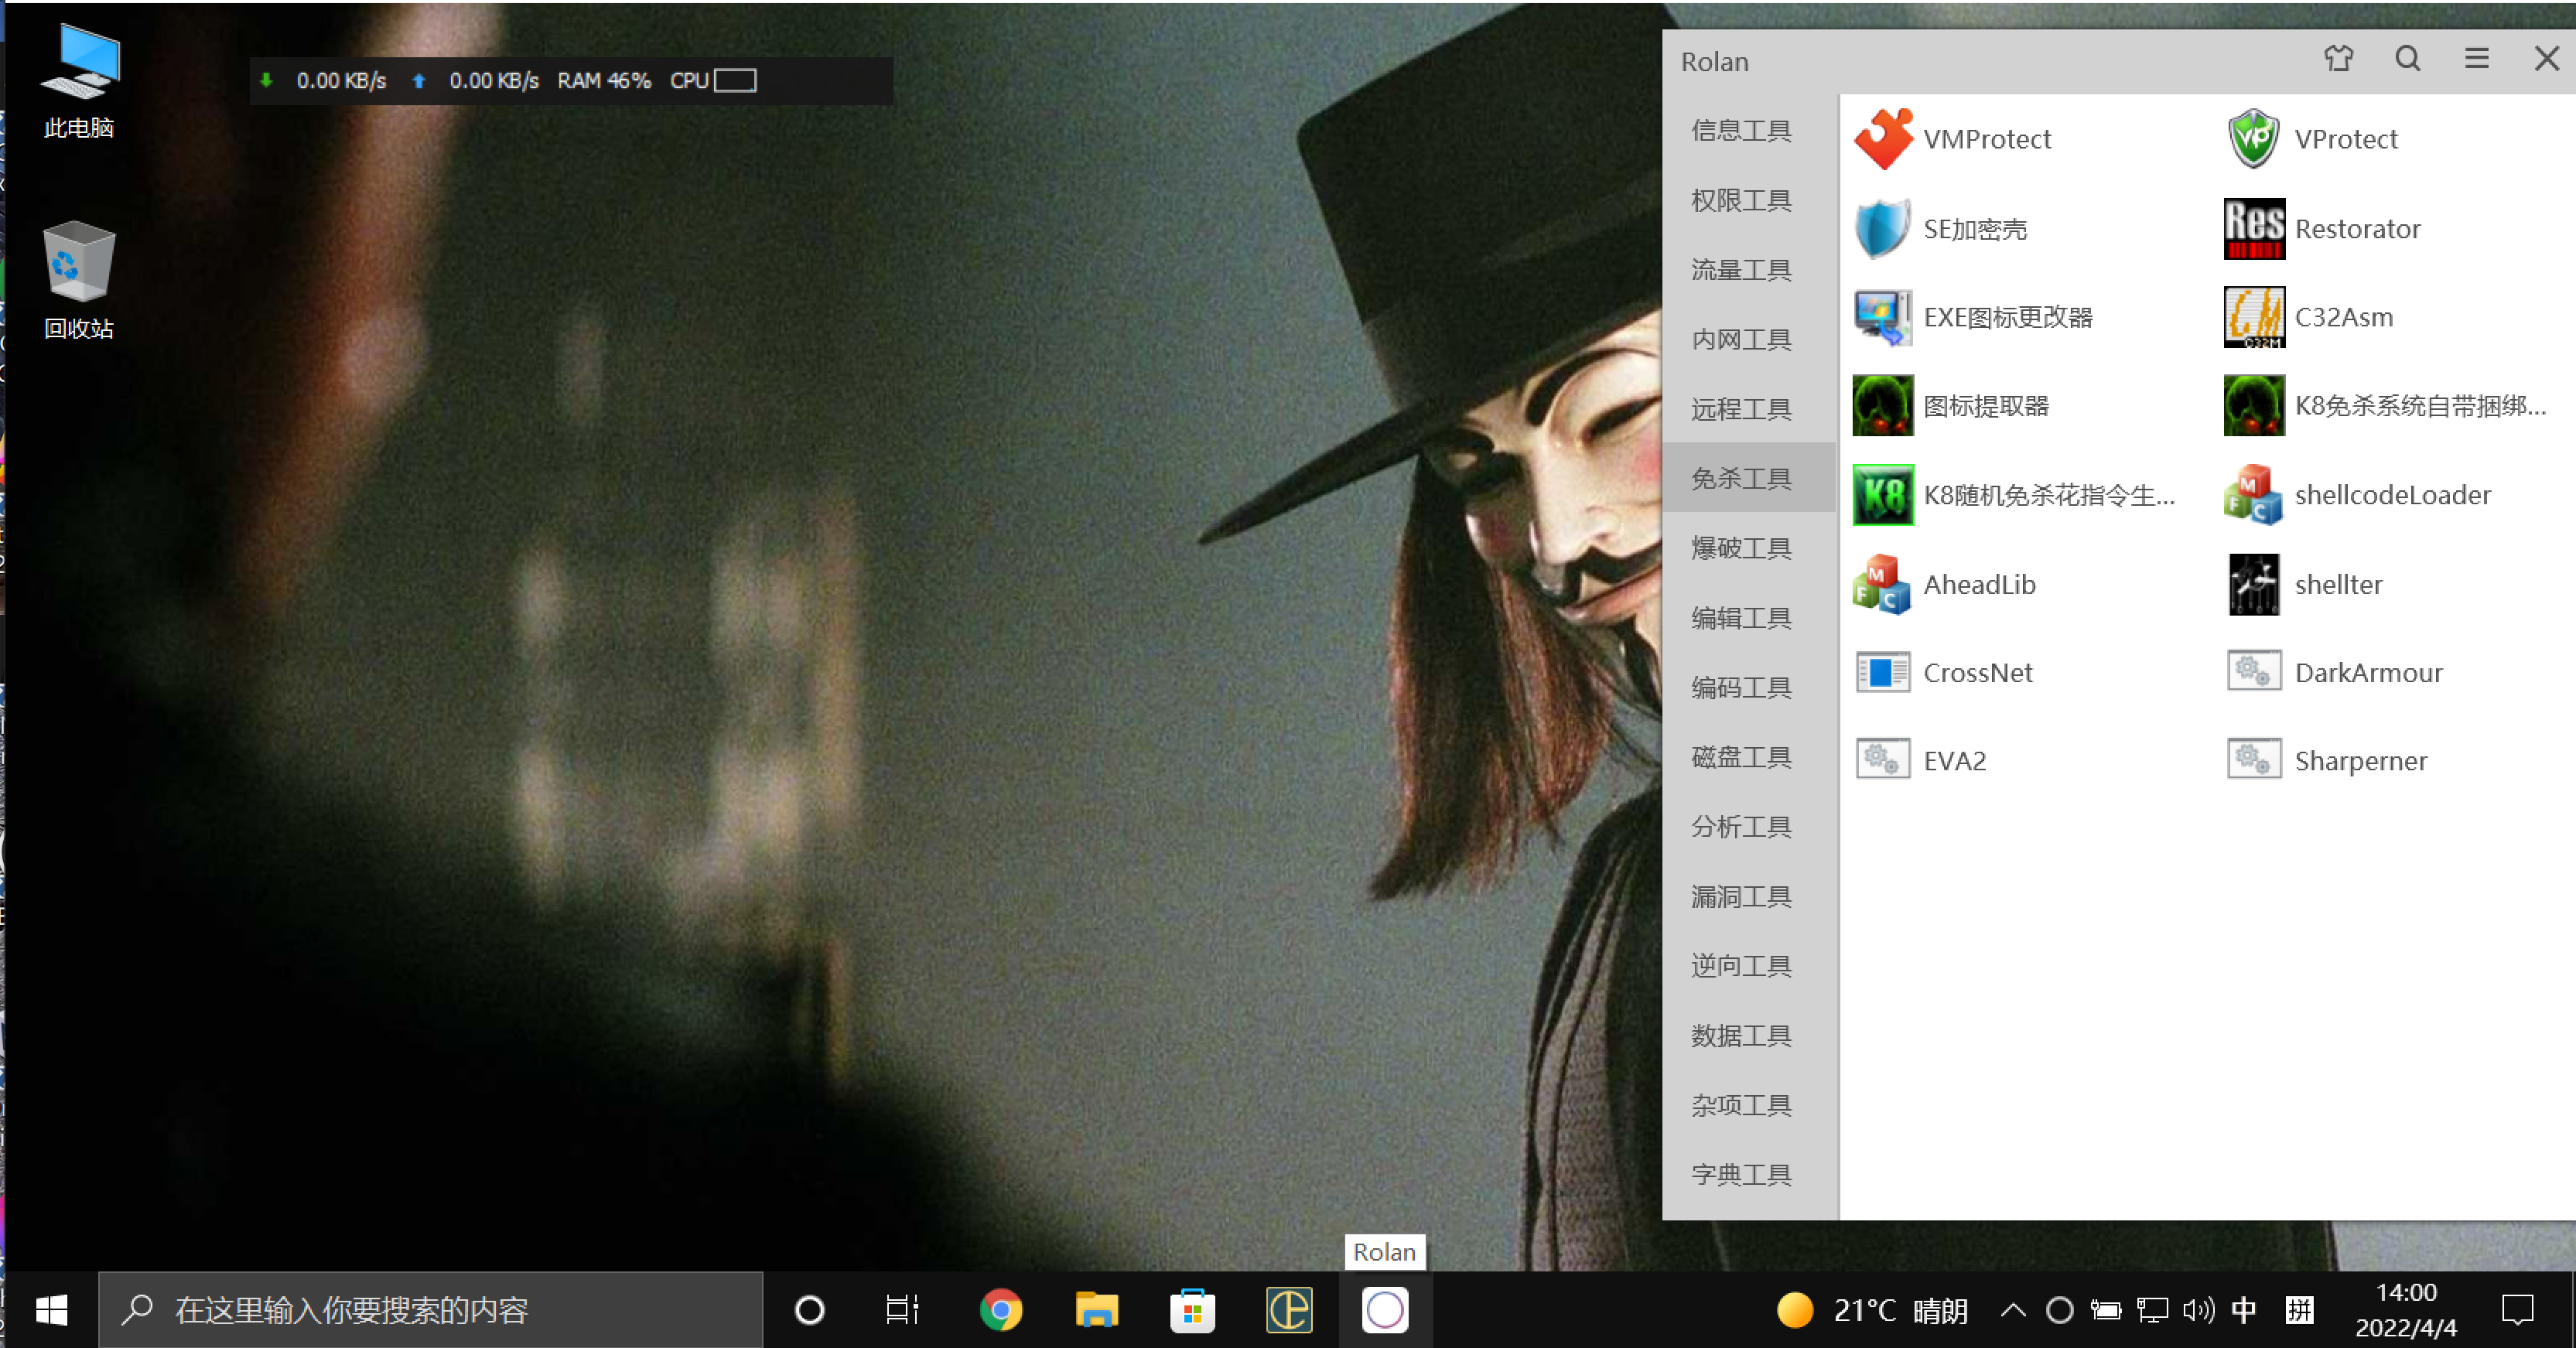 此电脑
回收站
0.00 KB/s 0.00 KB/s RAM 46% CPU
Rolan
信息工具
权限工具
流量工具
内网工具
远程工具
免杀工具
爆破工具
编辑工具
编码工具
磁盘工具
分析工具
漏洞工具
逆向工具
数据工具
杂项工具
字典工具
VMProtect
VProtect
SE加密壳
Res
Restorator
EXE图标更改器
C32Asm
图标提取器
K8免杀系统自带捆绑...
K8
K8随机免杀花指令生...
shellcodeLoader
AheadLib
shellter
CrossNet
DarkArmour
EVA2
Sharperner
Rolan
在这里输入你要搜索的内容
21°C 晴朗
中
拼
14:00
2022/4/4